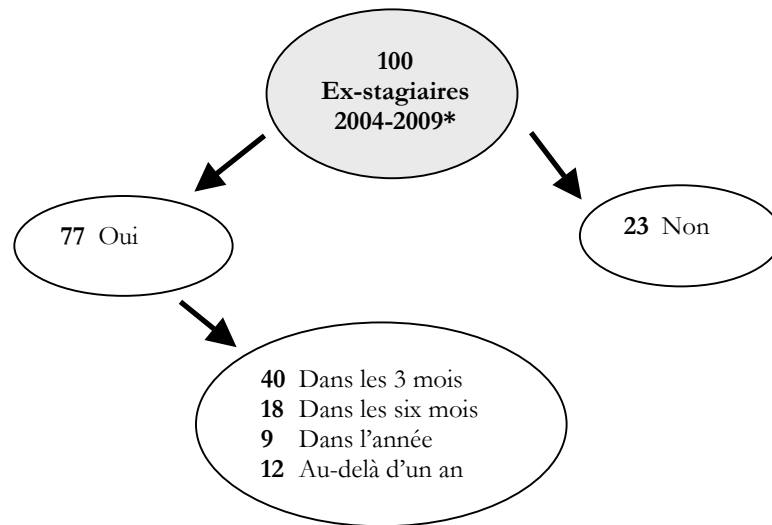 100
Ex-stagiaires
2004-2009*
77 Oui
23 Non
40 Dans les 3 mois
18 Dans les six mois
9 Dans l’année
12 Au-delà d’un an